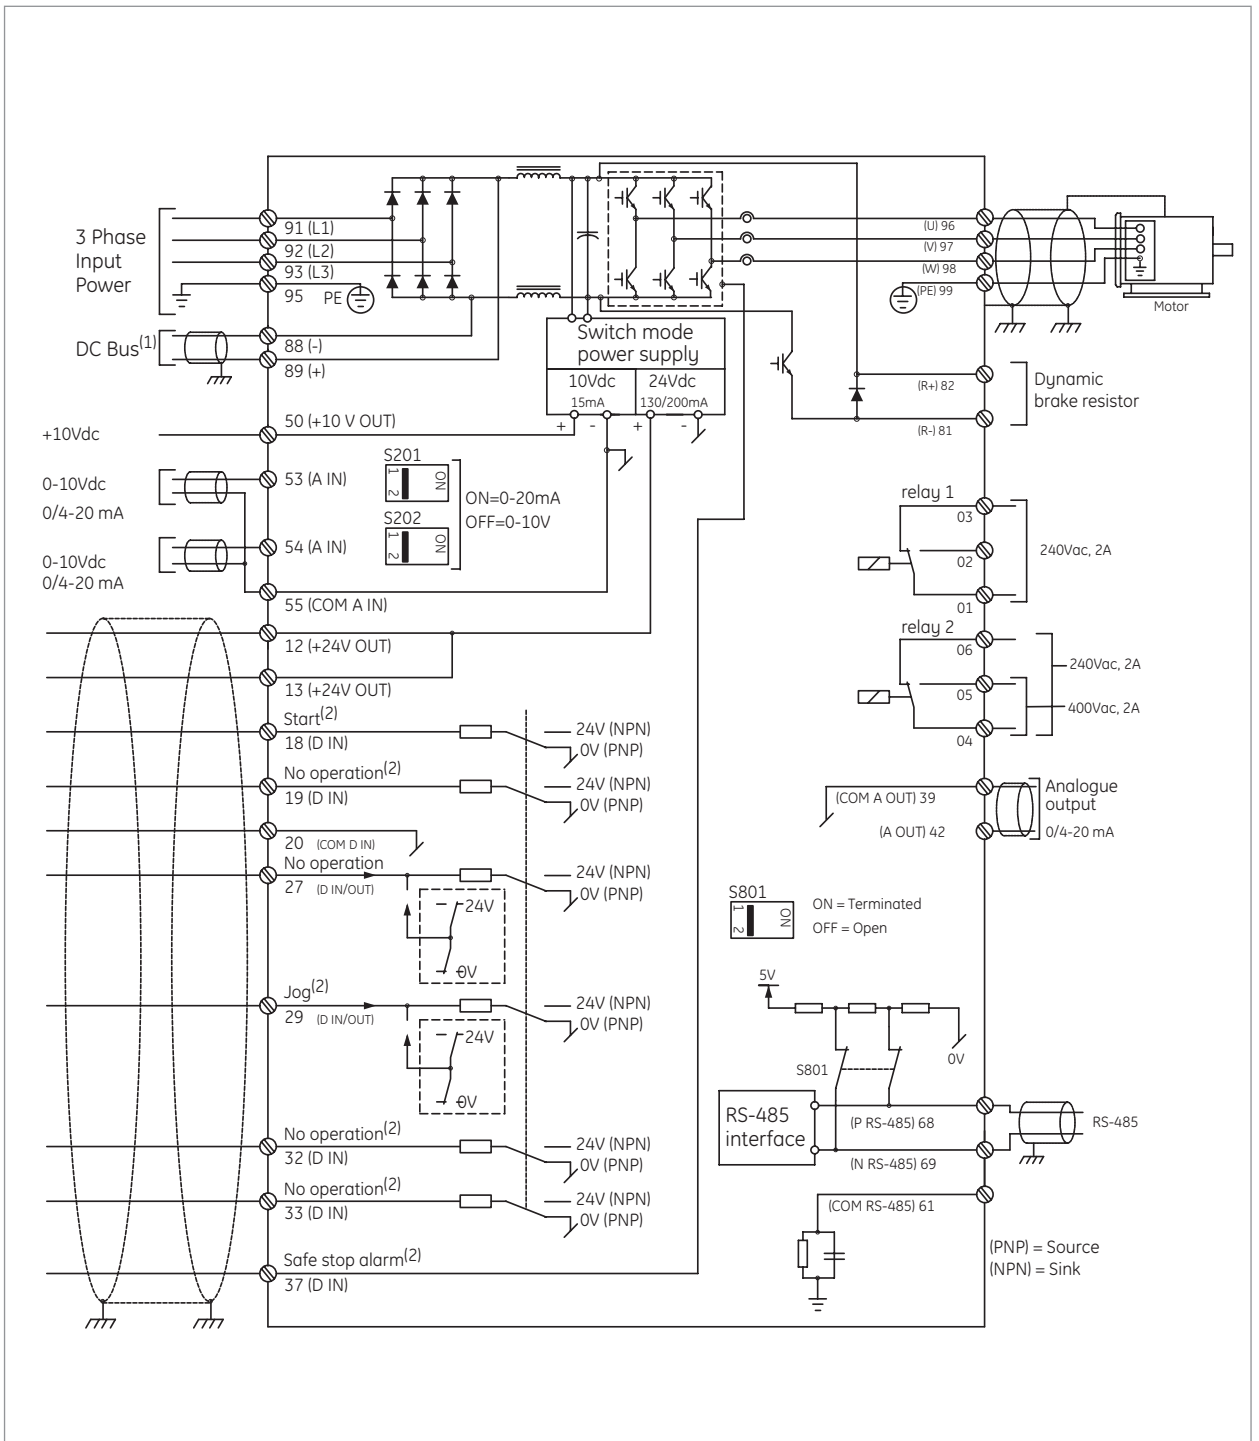 3 Phase
Input
Power
91 (L1)
92 (L2)
93 (L3)
95 PE
DC Bus(1)
88 (-)
89 (+)
+10Vdc
50 (+10 V OUT)
0-10Vdc
0/4-20 mA
53 (A IN)
0-10Vdc
0/4-20 mA
54 (A IN)
55 (COM A IN)
12 (+24V OUT)
13 (+24V OUT)
S201
1 2
ON
S202
1 2
ON
ON=0-20mA
OFF=0-10V
Switch mode
power supply
10Vdc
15mA
24Vdc
130/200mA
+ - + -
Start(2)
18 (D IN)
24V (NPN)
0V (PNP)
No operation(2)
19 (D IN)
24V (NPN)
0V (PNP)
20 (COM D IN)
No operation
27 (D IN/OUT)
24V (NPN)
0V (PNP)
24V
0V
Jog(2)
29 (D IN/OUT)
24V (NPN)
0V (PNP)
24V
0V
No operation(2)
32 (D IN)
24V (NPN)
0V (PNP)
No operation(2)
33 (D IN)
24V (NPN)
0V (PNP)
Safe stop alarm(2)
37 (D IN)
(U) 96
(V) 97
(W) 98
(PE) 99
Motor
(R+) 82
(R-) 81
Dynamic
brake resistor
relay 1
03
02
01
240Vac, 2A
relay 2
06
05
04
240Vac, 2A
400Vac, 2A
(COM A OUT) 39
(A OUT) 42
Analogue
output
0/4-20 mA
S801
1 2
ON
ON = Terminated
OFF = Open
5V
0V
S801
RS-485
interface
(P RS-485) 68
(N RS-485) 69
RS-485
(COM RS-485) 61
(PNP) = Source
(NPN) = Sink